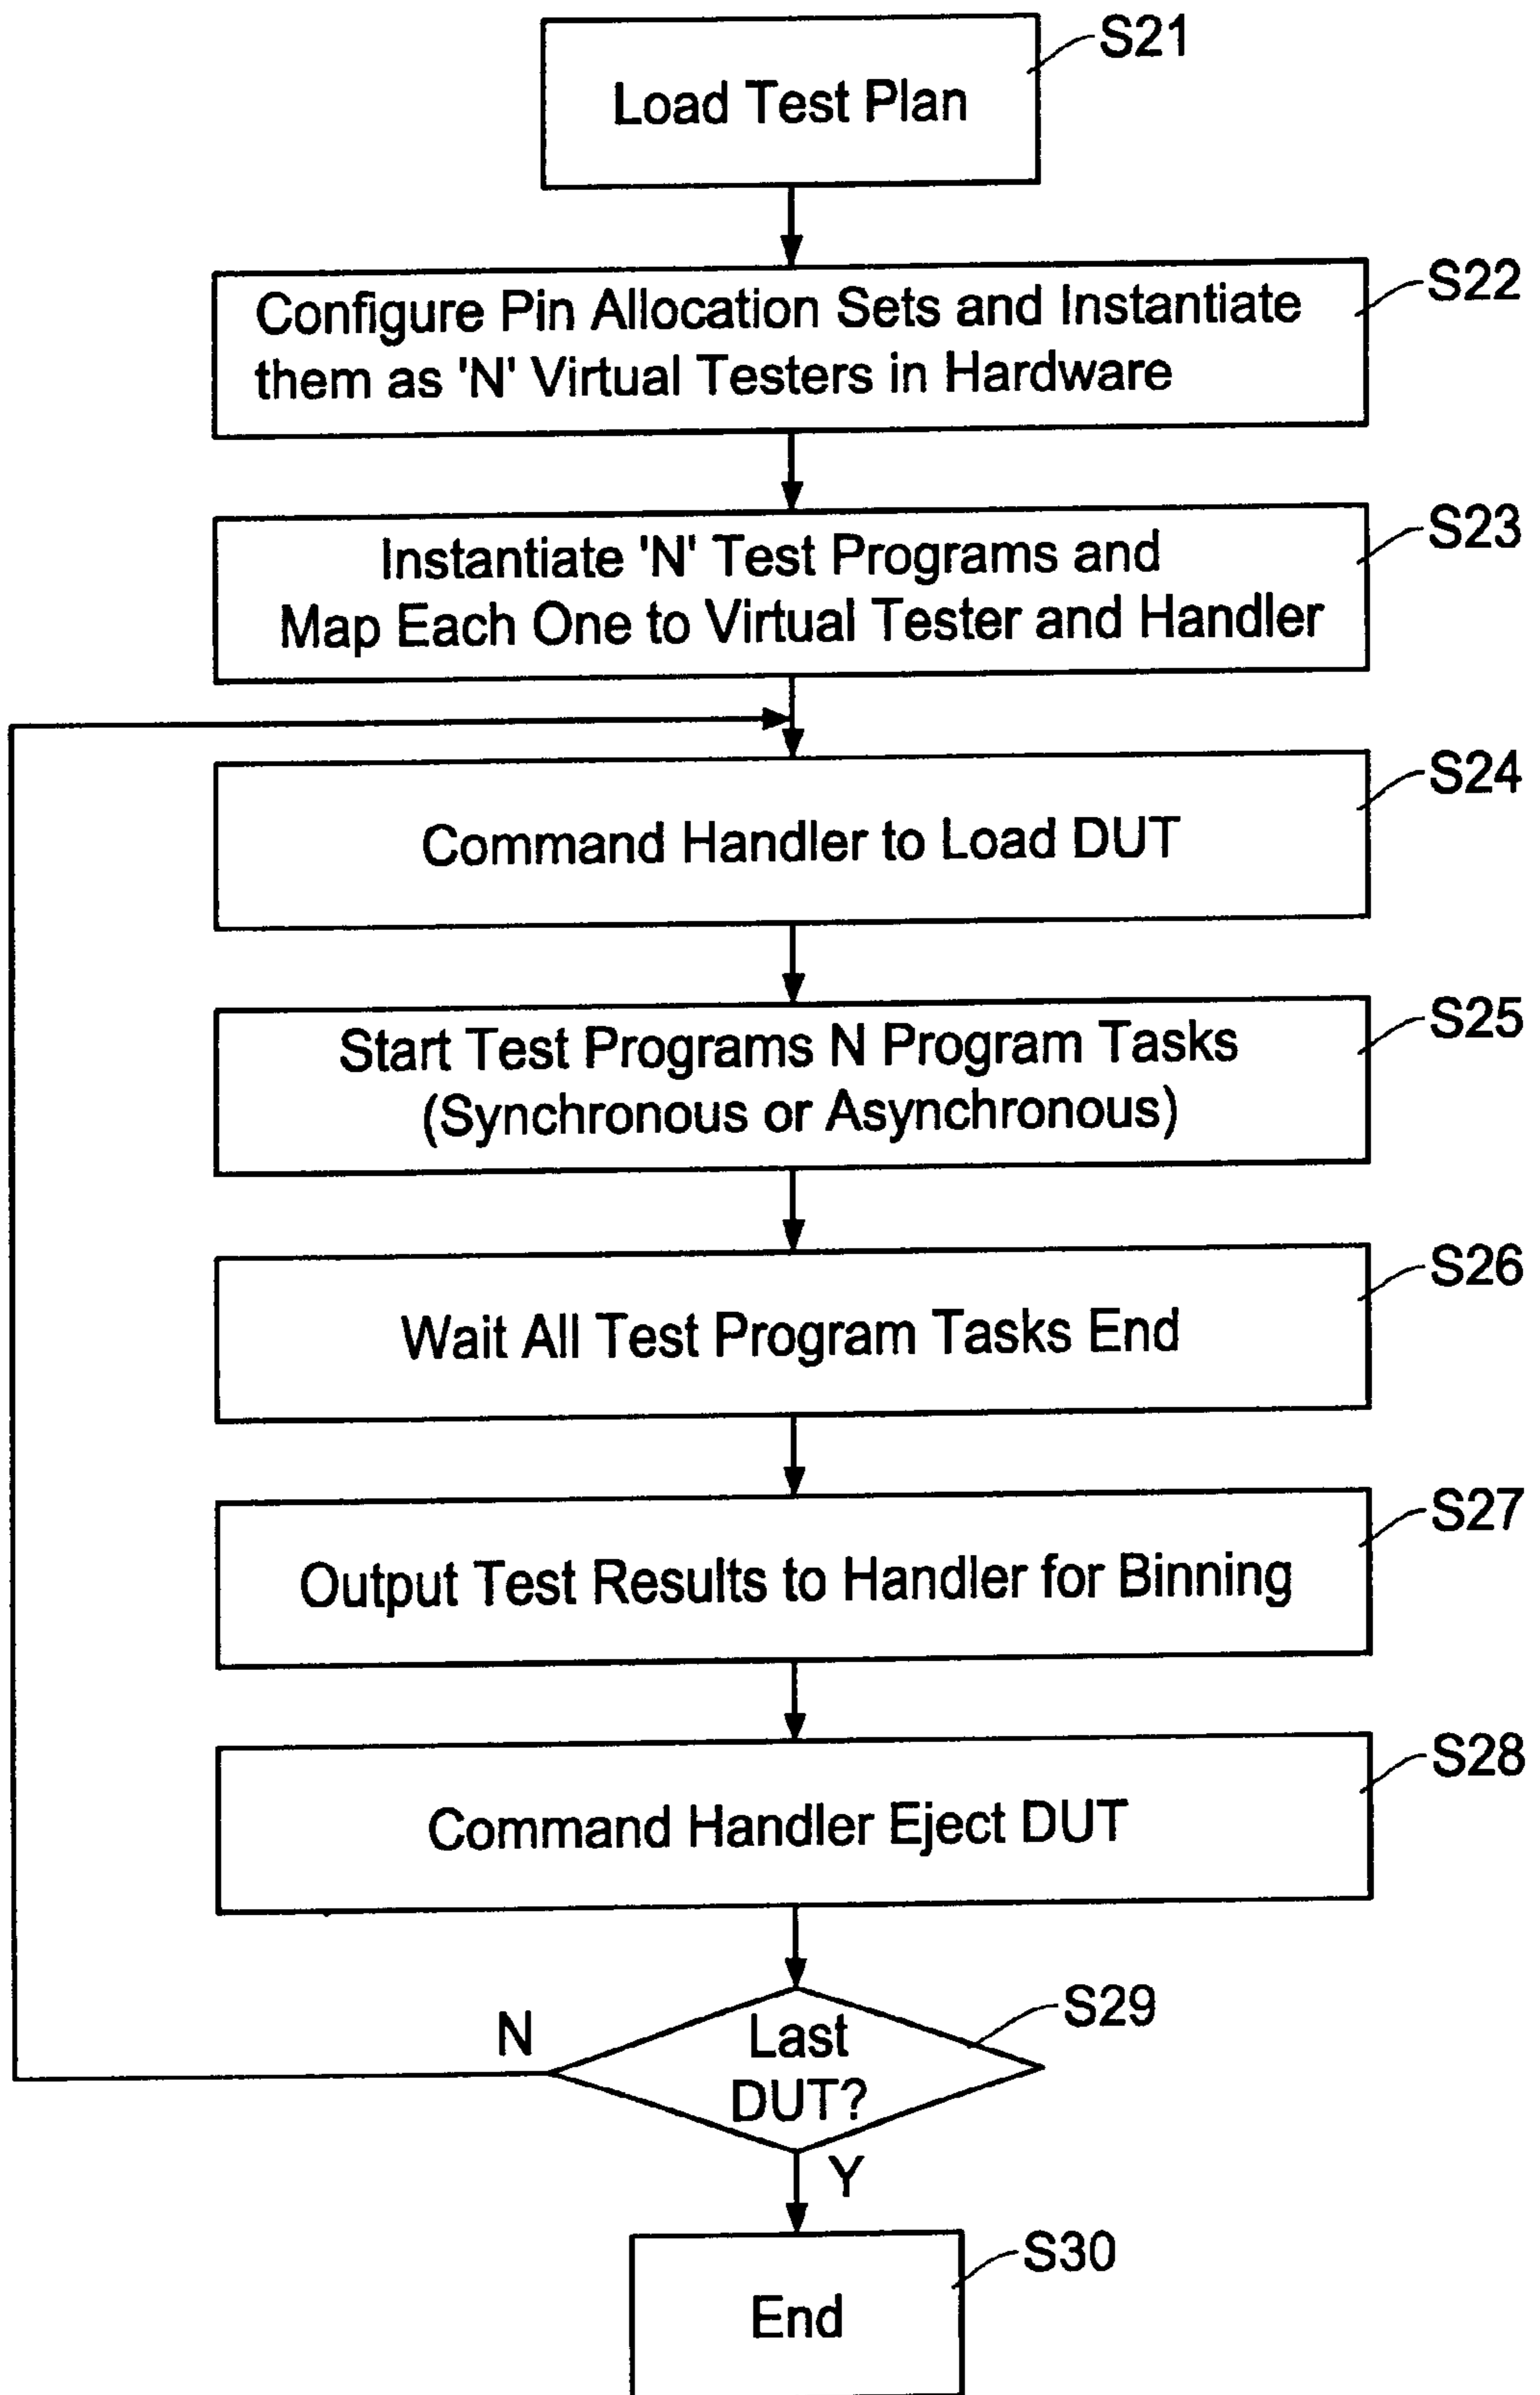 S21
Load Test Plan
S22
Configure Pin Allocation Sets and Instantiate
them as 'N' Virtual Testers in Hardware
S23
Instantiate 'N' Test Programs and
Map Each One to Virtual Tester and Handler
S24
Command Handler to Load DUT
S25
Start Test Programs N Program Tasks
(Synchronous or Asynchronous)
S26
Wait All Test Program Tasks End
S27
Output Test Results to Handler for Binning
S28
Command Handler Eject DUT
S29
N
Last
DUT?
Y
S30
End